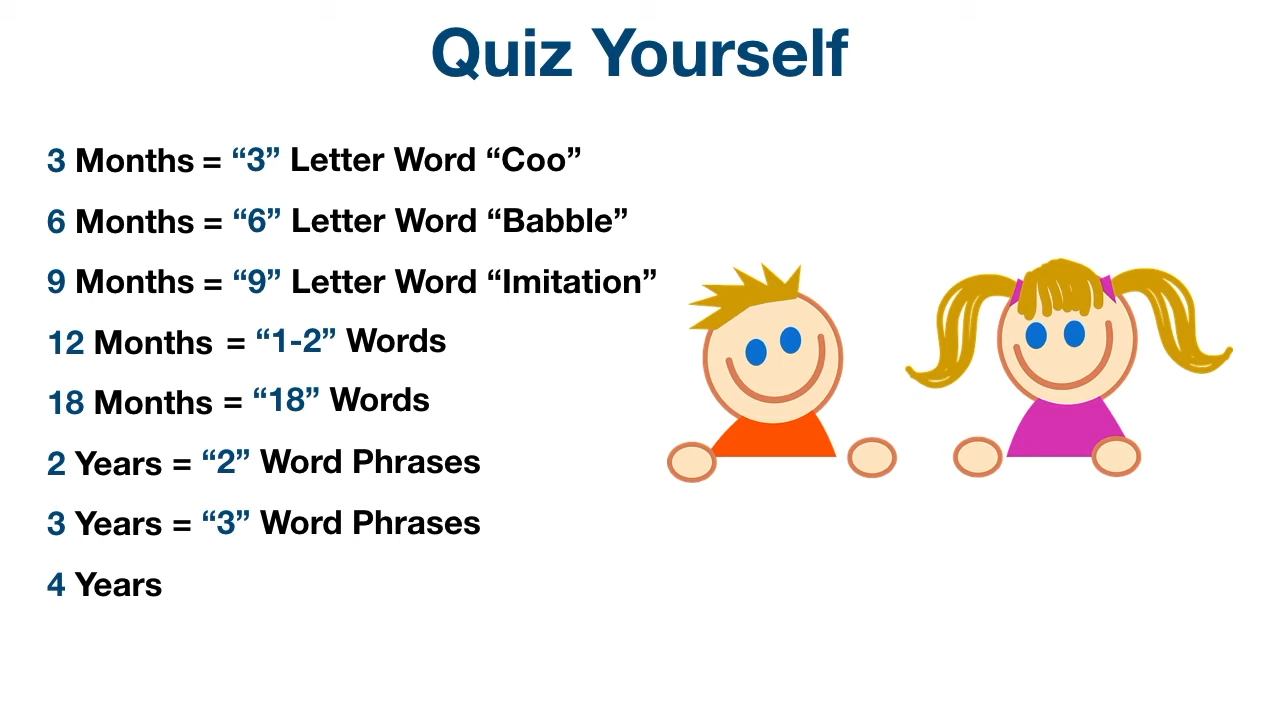 Quiz Yourself
3 Months = “3” Letter Word “Coo”
6 Months = “6” Letter Word “Babble”
9 Months = “9” Letter Word “Imitation”
12 Months = “1-2” Words
18 Months = “18” Words
2 Years = “2” Word Phrases
3 Years = “3” Word Phrases
4 Years